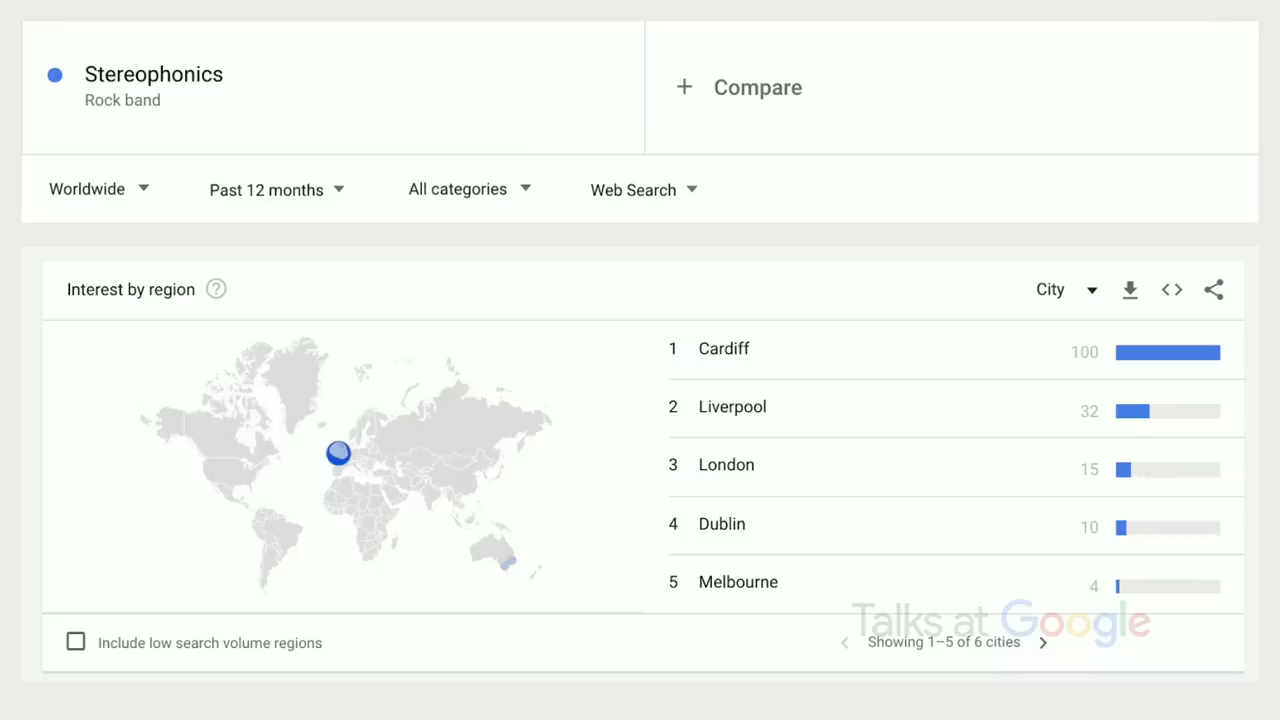 Stereophonics
Rock band
+ Compare
Worldwide
Past 12 months
All categories
Web Search
Interest by region ?
City
1 Cardiff 100
2 Liverpool 32
3 London 15
4 Dublin 10
5 Melbourne 4
Talks at Google
Include low search volume regions
Showing 1–5 of 6 cities